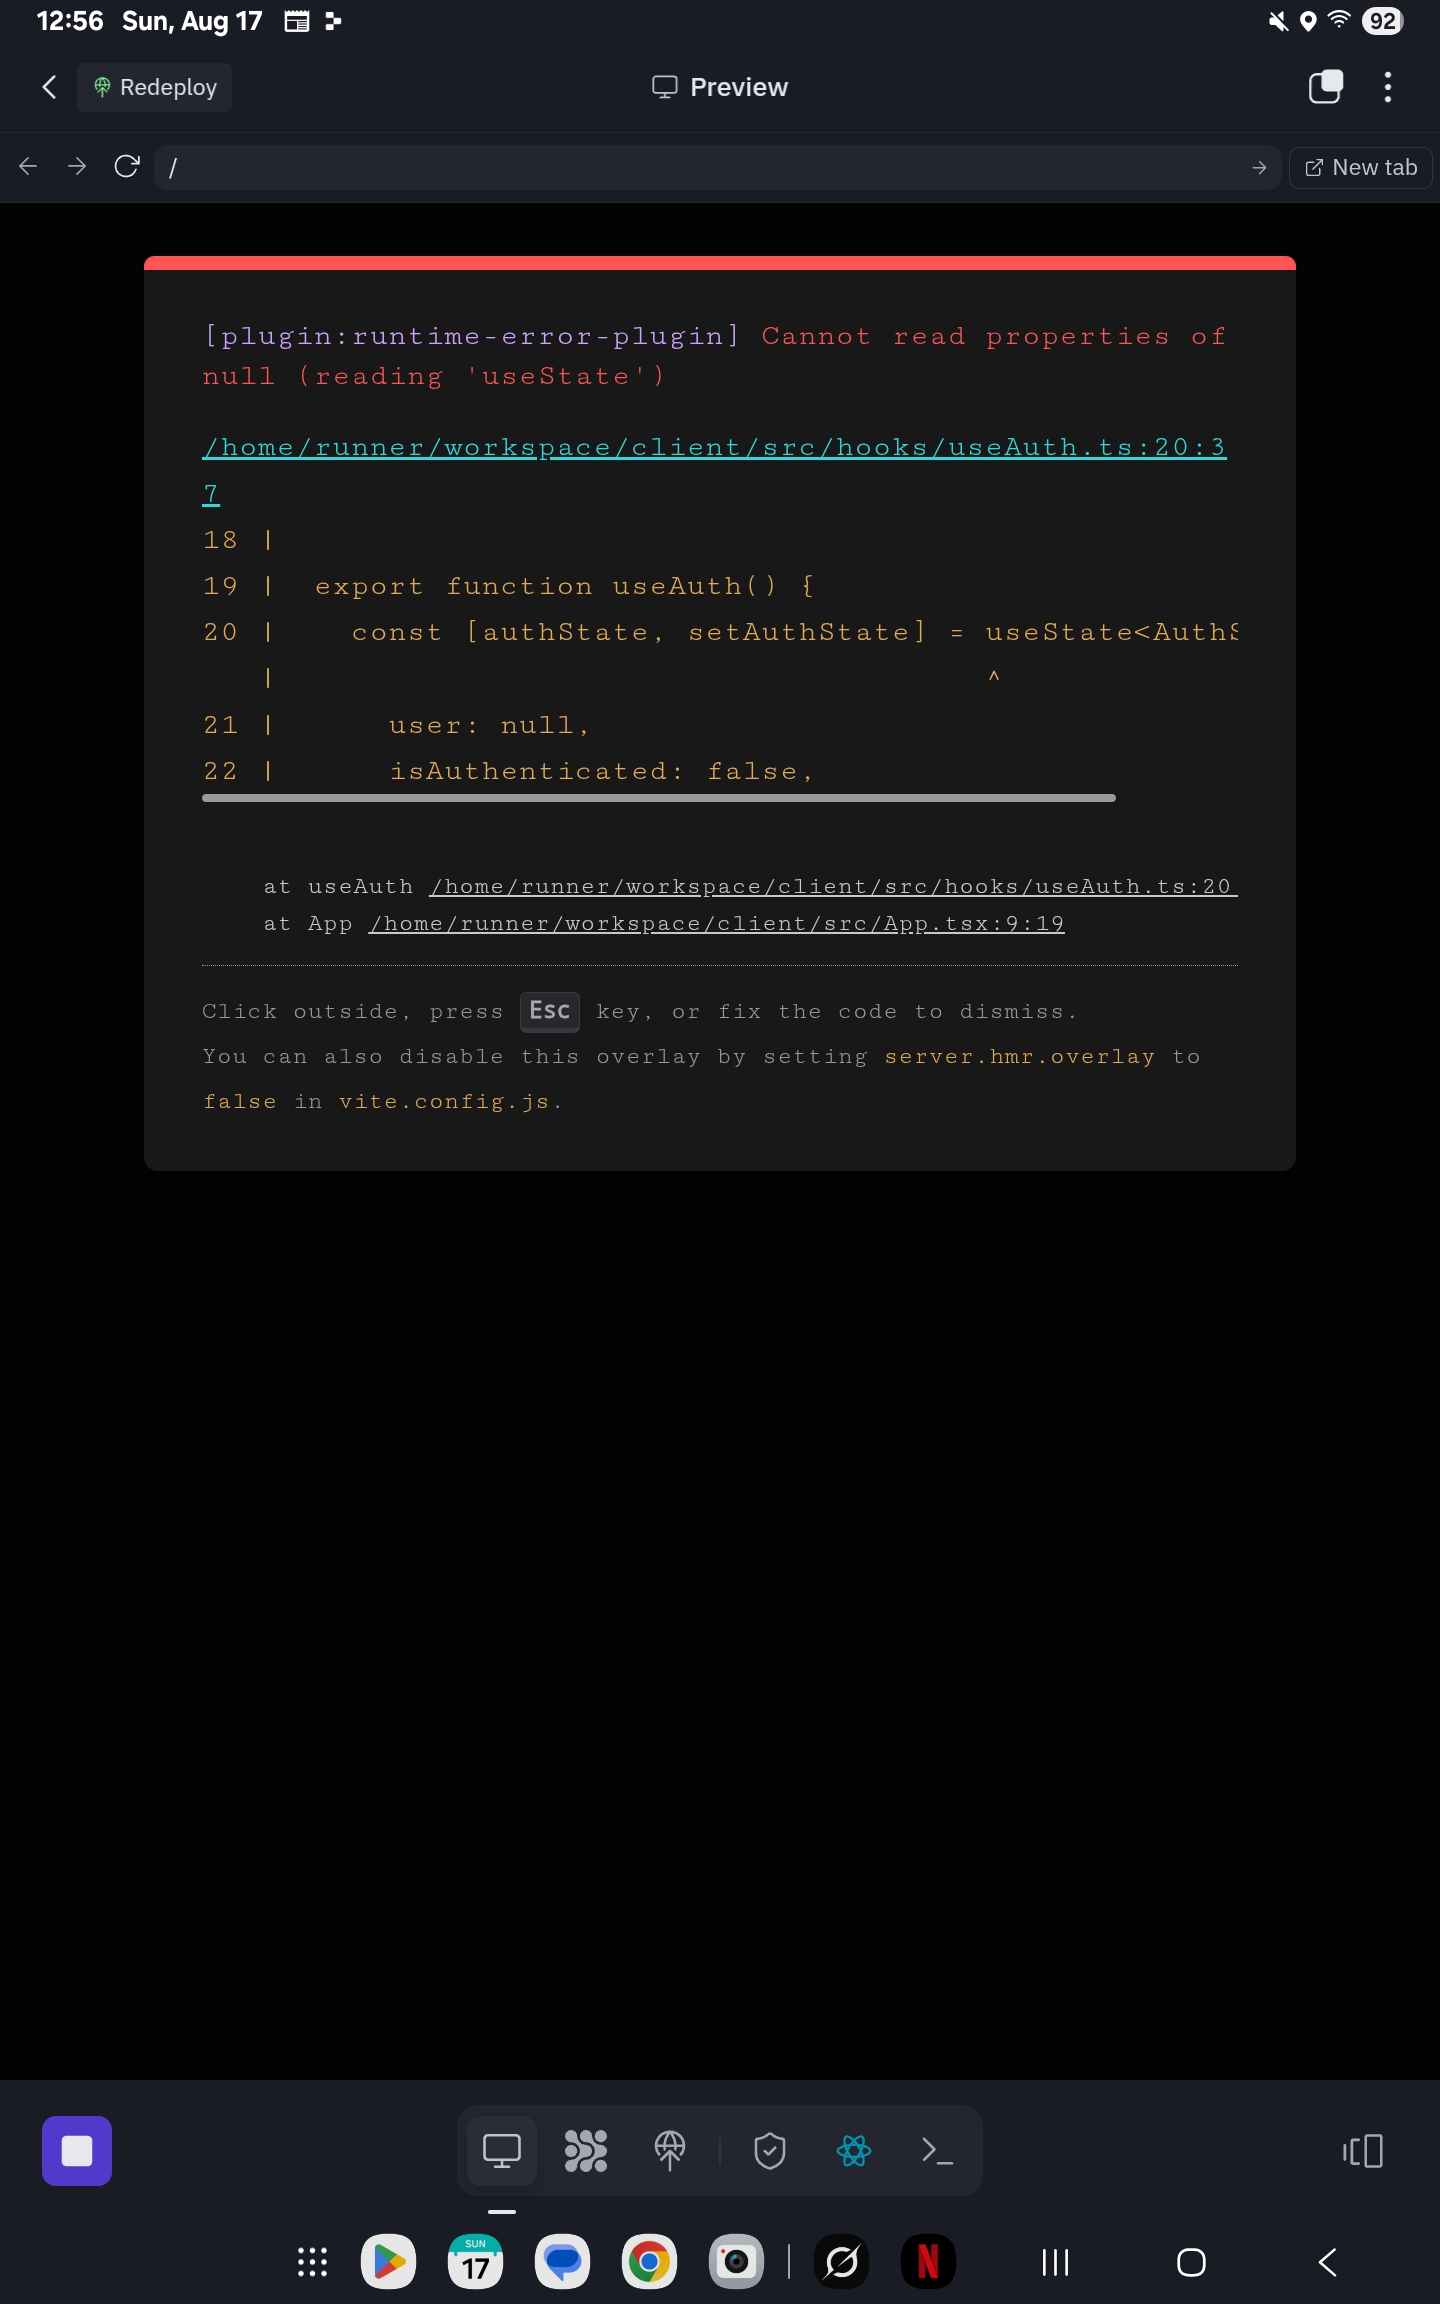 12:56 Sun, Aug 17
92
Redeploy
Preview
/
New tab
[plugin:runtime-error-plugin] Cannot read properties of
null (reading 'useState')
/home/runner/workspace/client/src/hooks/useAuth.ts:20:3
7
18 |
19 |  export function useAuth() {
20 |    const [authState, setAuthState] = useState<AuthS
   |                                      ^
21 |      user: null,
22 |      isAuthenticated: false,
at useAuth /home/runner/workspace/client/src/hooks/useAuth.ts:20
at App /home/runner/workspace/client/src/App.tsx:9:19
Click outside, press Esc key, or fix the code to dismiss.
You can also disable this overlay by setting server.hmr.overlay to
false in vite.config.js.
SUN
17